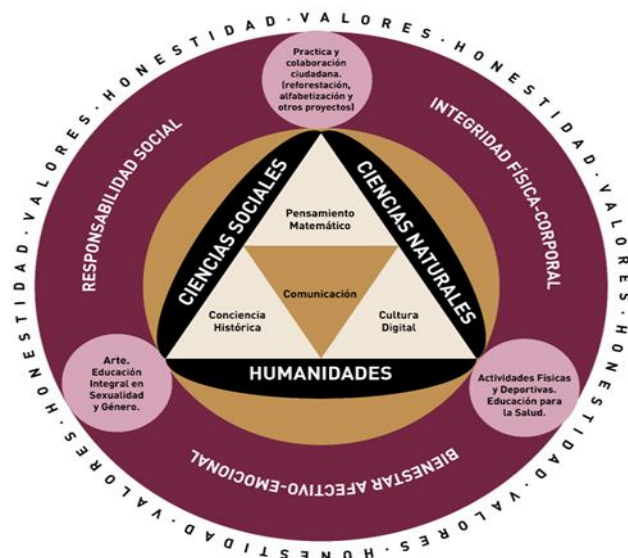 HONESTIDAD·VALORES·HONESTIDAD·VALORES·HONESTIDAD·VALORES·HONESTIDAD·VALORES·HONESTIDAD·VALORES·HONESTIDAD·VALORES·
Practica y
colaboración
ciudadana.
(reforestación,
alfabetización y
otros proyectos)
RESPONSABILIDAD SOCIAL
INTEGRIDAD FÍSICA-CORPORAL
CIENCIAS SOCIALES
CIENCIAS NATURALES
Pensamiento
Matemático
Comunicación
Conciencia
Histórica
Cultura
Digital
HUMANIDADES
Arte.
Educación
Integral en
Sexualidad
y Género.
Actividades Físicas
y Deportivas.
Educación para
la Salud.
BIENESTAR AFECTIVO-EMOCIONAL